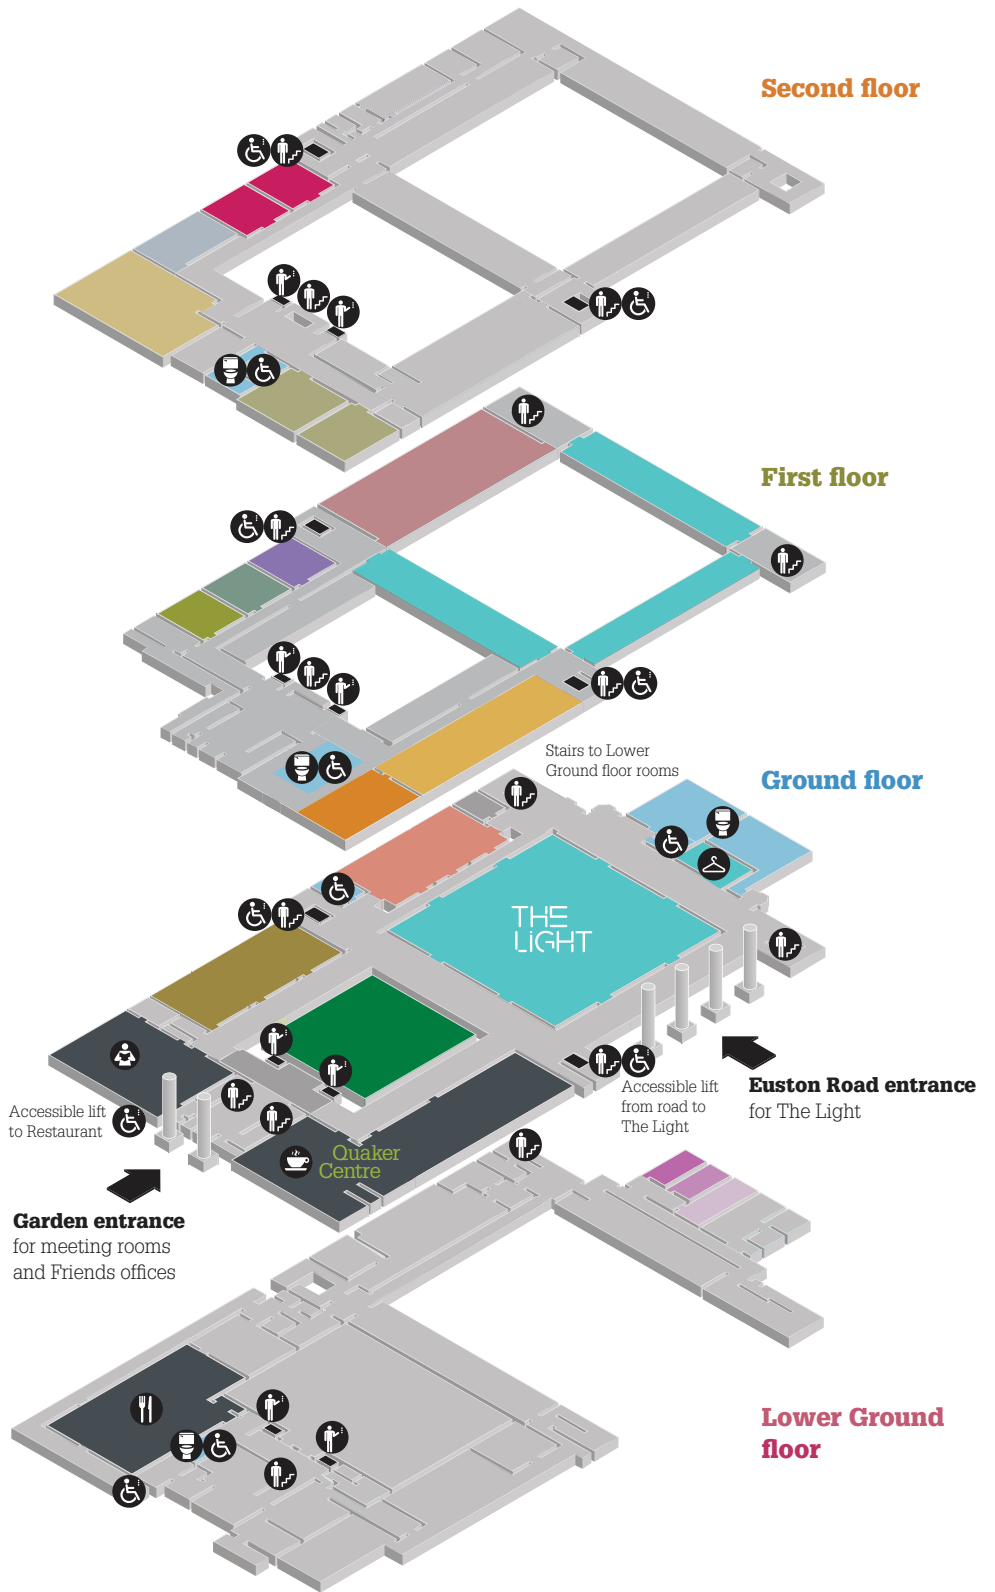 Second floor
First floor
Stairs to Lower
Ground floor rooms
Ground floor
THE
LiGHT
Accessible lift
from road to
The Light
Euston Road entrance
for The Light
Accessible lift
to Restaurant
Quaker
Centre
Garden entrance
for meeting rooms
and Friends offices
Lower Ground
floor